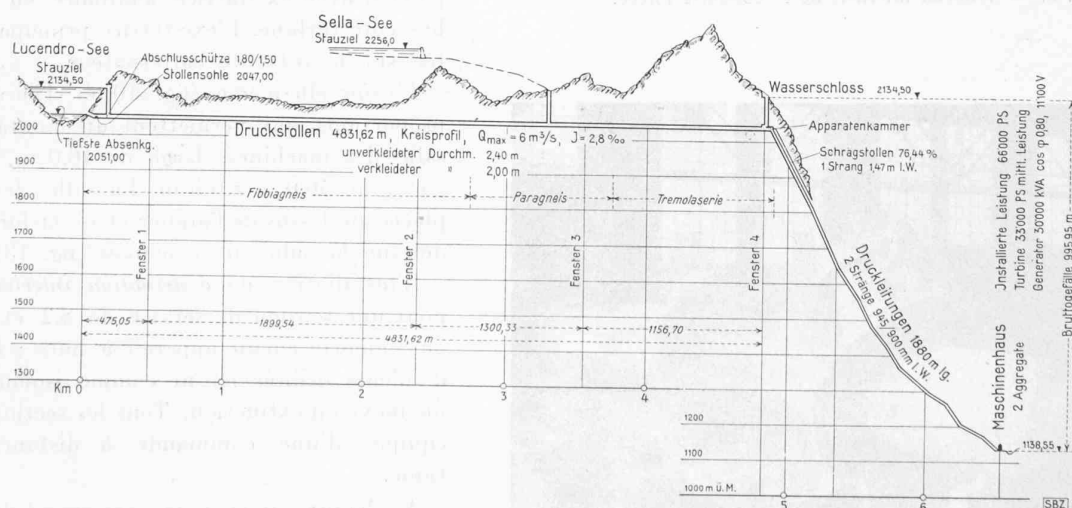 Sella-See
Stauziel 2256,0
Lucendro-See
Stauziel
2134,50
Abschlusschütze 1,80/1,50
Stollensohle 2047,00
Wasserschloss 2134,50
Apparatenkammer
Schrägstollen 76,44 %
1 Strang 1,47 m l.W.
2000
Tiefste Absenkg.
2051,00
Druckstollen 4831,62 m, Kreisprofil, Qmax = 6 m³/s, J = 2,8 ‰
unverkleideter Durchm. 2,40 m
verkleideter " 2,00 m
1900
1800
Fibbiagneis
Paragneis
Tremolaserie
1700
1600
1500
1400
1300
Fenster 1
Fenster 2
Fenster 3
Fenster 4
475,05
1899,54
1300,33
1156,70
4831,62 m
Km 0
1
2
3
4
Druckleitungen 1880 m lg.
2 Stränge 945/900 mm l.W.
Maschinenhaus
2 Aggregate
Jnstallierte Leistung 66000 PS
Turbine 33000 PS mittl. Leistung
Generator 30000 kVA cos φ 0,80, 11100 V
Bruttogefälle 995,95 m
1138,55
1200
1100
1000 m ü. M.
5
6
SBZ